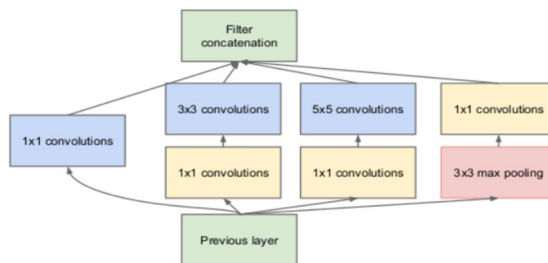 Filter
concatenation
3x3 convolutions
5x5 convolutions
1x1 convolutions
1x1 convolutions
1x1 convolutions
1x1 convolutions
3x3 max pooling
Previous layer